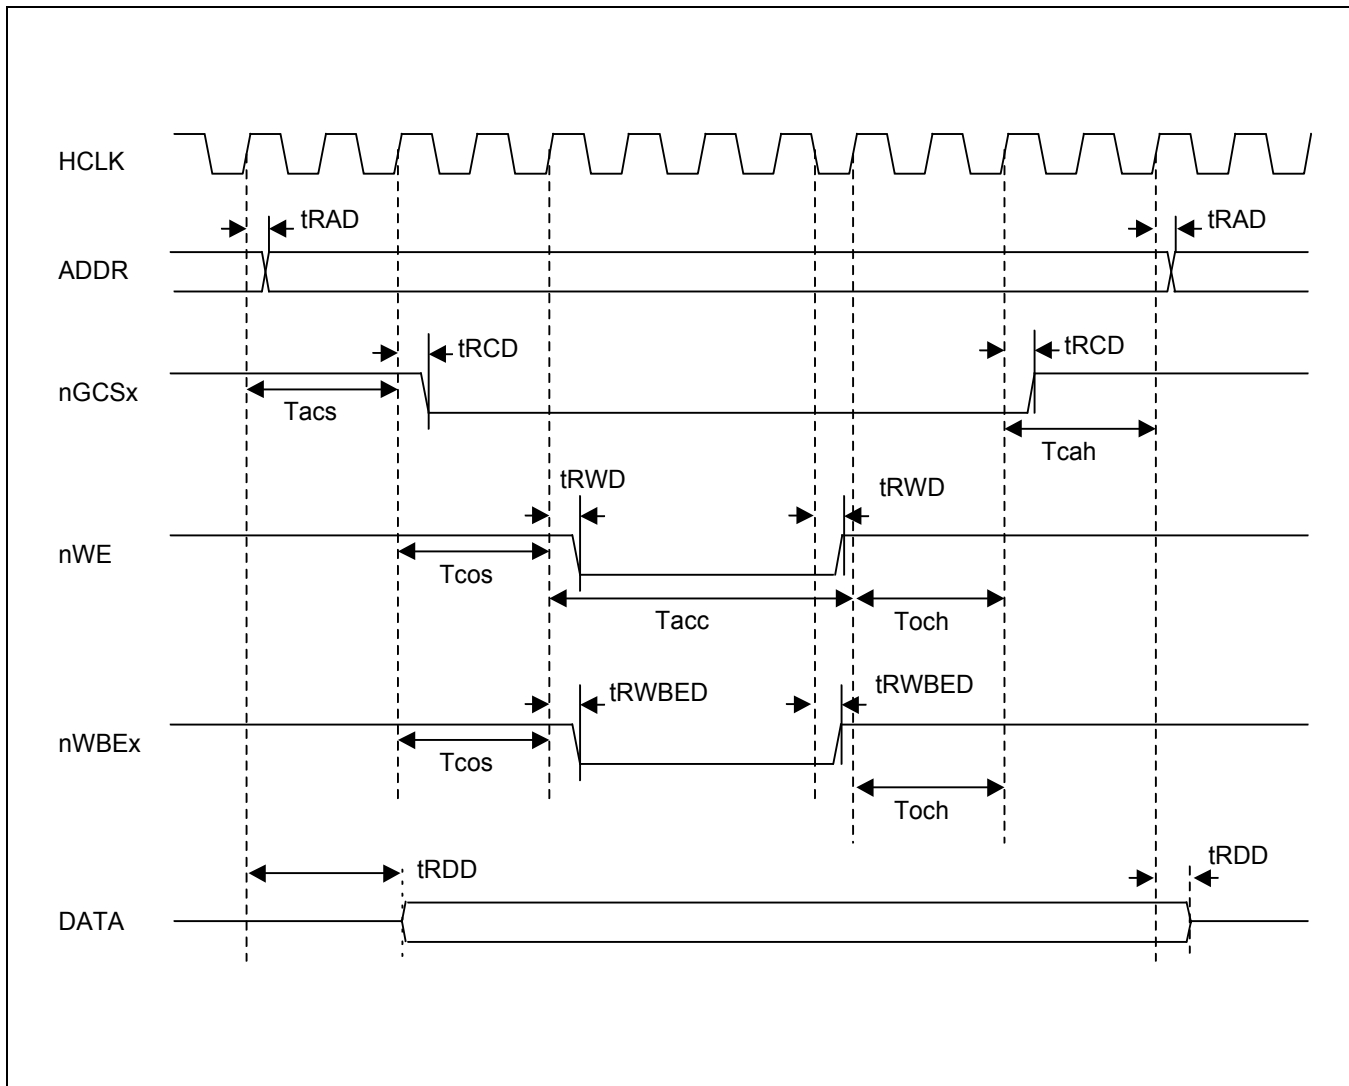 HCLK
tRAD
tRAD
ADDR
tRCD
tRCD
nGCSx
Tacs
Tcah
tRWD
tRWD
nWE
Tcos
Tacc
Toch
tRWBED
tRWBED
nWBEx
Tcos
Toch
tRDD
tRDD
DATA